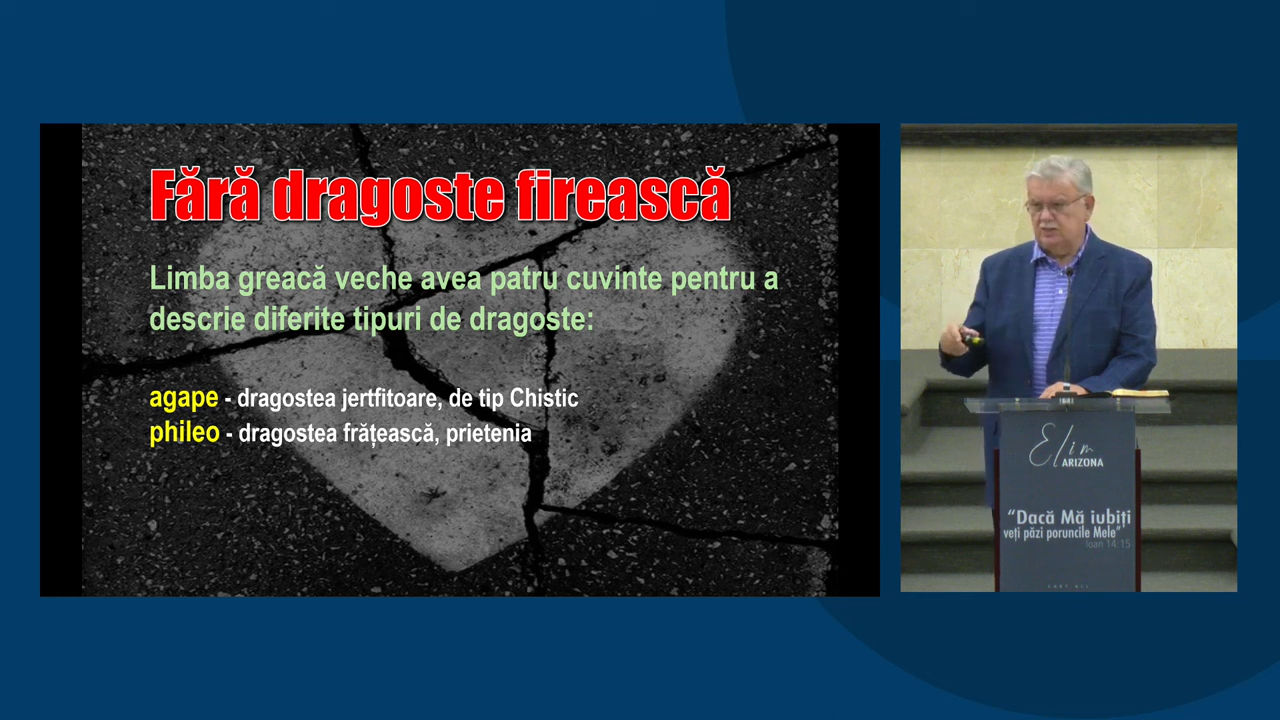 Fără dragoste firească
Limba greacă veche avea patru cuvinte pentru a
descrie diferite tipuri de dragoste:
agape - dragostea jertfitoare, de tip Chistic
phileo - dragostea frățească, prietenia
Elim
ARIZONA
“Dacă Mă iubiți
veți păzi poruncile Mele”
Ioan 14:15